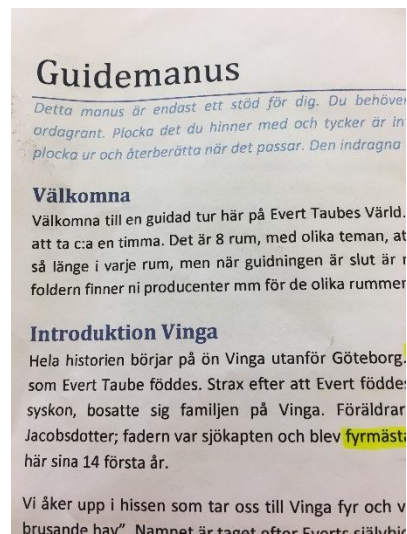 Guidemanus
Detta manus är endast ett stöd för dig. Du behöver
ordagrant. Plocka det du hinner med och tycker är in
plocka ur och återberätta när det passar. Den indragna
Välkomna
Välkomna till en guidad tur här på Evert Taubes Värld.
att ta c:a en timma. Det är 8 rum, med olika teman, at
så länge i varje rum, men när guidningen är slut är
foldern finner ni producenter mm för de olika rummen
Introduktion Vinga
Hela historien börjar på ön Vinga utanför Göteborg.
som Evert Taube föddes. Strax efter att Evert föddes
syskon, bosatte sig familjen på Vinga. Föräldrar
Jacobsdotter; fadern var sjökapten och blev fyrmästa
här sina 14 första år.
Vi åker upp i hissen som tar oss till Vinga fyr och v
brusande hav". Namnet är taget efter Everts självbio